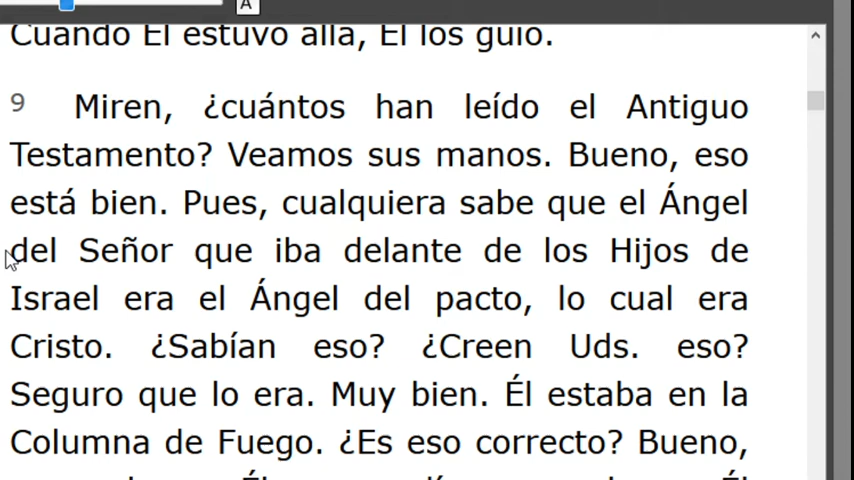 A
Cuando Él estuvo allá, Él los guió.
9 Miren, ¿cuántos han leído el Antiguo
Testamento? Veamos sus manos. Bueno, eso
está bien. Pues, cualquiera sabe que el Ángel
del Señor que iba delante de los Hijos de
Israel era el Ángel del pacto, lo cual era
Cristo. ¿Sabían eso? ¿Creen Uds. eso?
Seguro que lo era. Muy bien. Él estaba en la
Columna de Fuego. ¿Es eso correcto? Bueno,